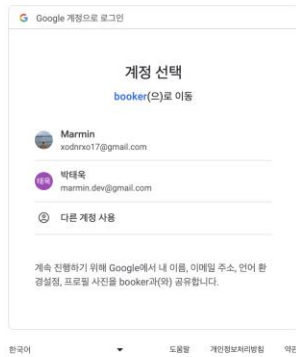 Google 계정으로 로그인
계정 선택
booker(으)로 이동
Marmin
xodnrxo17@gmail.com
태욱
박태욱
marmin.dev@gmail.com
다른 계정 사용
계속 진행하기 위해 Google에서 내 이름, 이메일 주소, 언어 환
경설정, 프로필 사진을 booker과(와) 공유합니다.
한국어 도움말 개인정보처리방침 약관